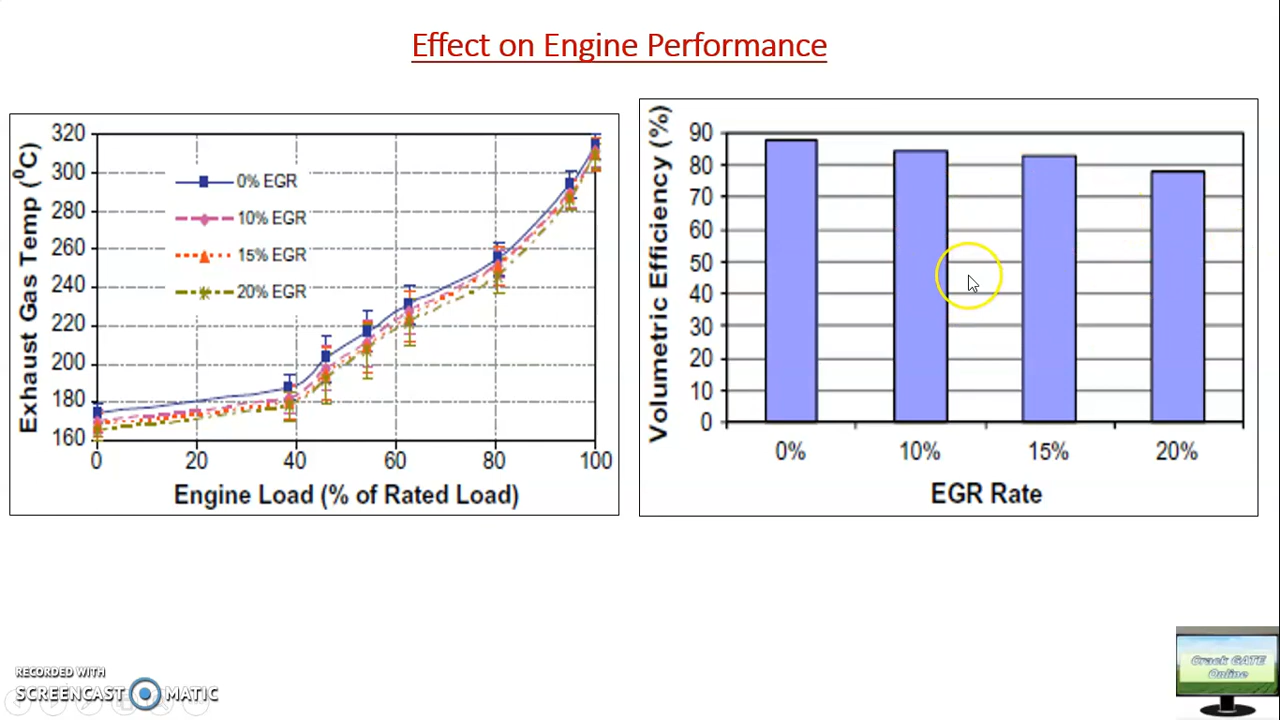 Effect on Engine Performance
Exhaust Gas Temp (⁰C)
320
300
280
260
240
220
200
180
160
0% EGR
10% EGR
15% EGR
20% EGR
0 20 40 60 80 100
Engine Load (% of Rated Load)
Volumetric Efficiency (%)
90
80
70
60
50
40
30
20
10
0
0% 10% 15% 20%
EGR Rate
RECORDED WITH
SCREENCAST MATIC
Crack GATE
Online